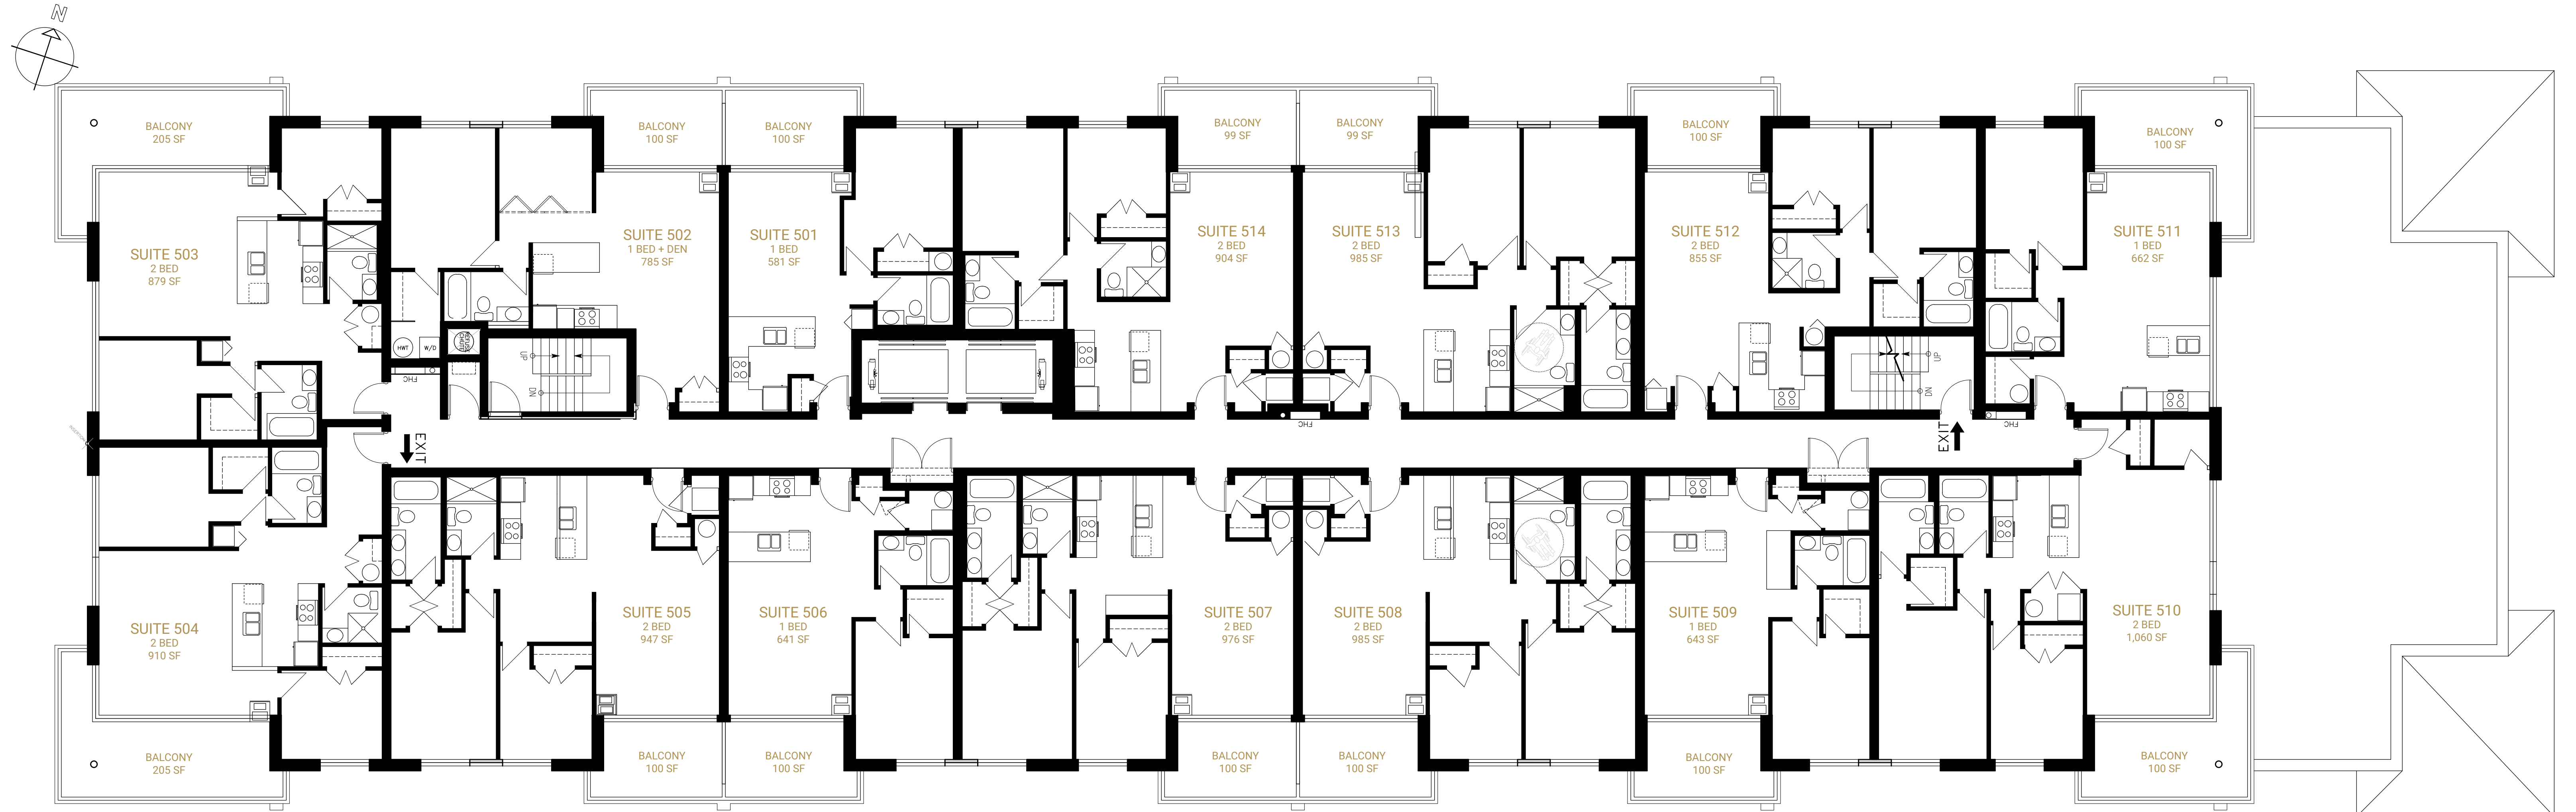 N
BALCONY
205 SF
BALCONY
100 SF
BALCONY
100 SF
BALCONY
99 SF
BALCONY
99 SF
BALCONY
100 SF
BALCONY
100 SF
SUITE 503
2 BED
879 SF
SUITE 502
1 BED + DEN
785 SF
SUITE 501
1 BED
581 SF
SUITE 514
2 BED
904 SF
SUITE 513
2 BED
985 SF
SUITE 512
2 BED
855 SF
SUITE 511
1 BED
662 SF
HWT
W/D
REFUSE
CHUTE
UP
DN
UP
DN
FHC
FHC
FHC
EXIT
EXIT
SUITE 504
2 BED
910 SF
SUITE 505
2 BED
947 SF
SUITE 506
1 BED
641 SF
SUITE 507
2 BED
976 SF
SUITE 508
2 BED
985 SF
SUITE 509
1 BED
643 SF
SUITE 510
2 BED
1,060 SF
BALCONY
205 SF
BALCONY
100 SF
BALCONY
100 SF
BALCONY
100 SF
BALCONY
100 SF
BALCONY
100 SF
BALCONY
100 SF